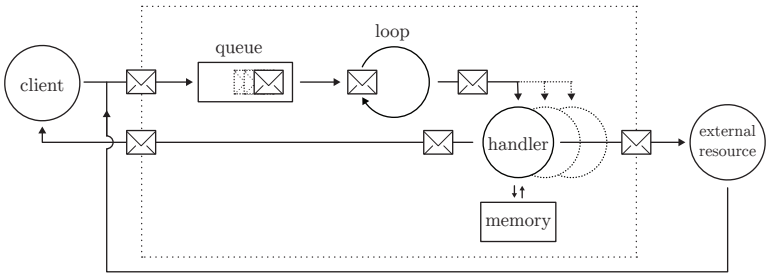 loop
queue
client
handler
external
resource
memory